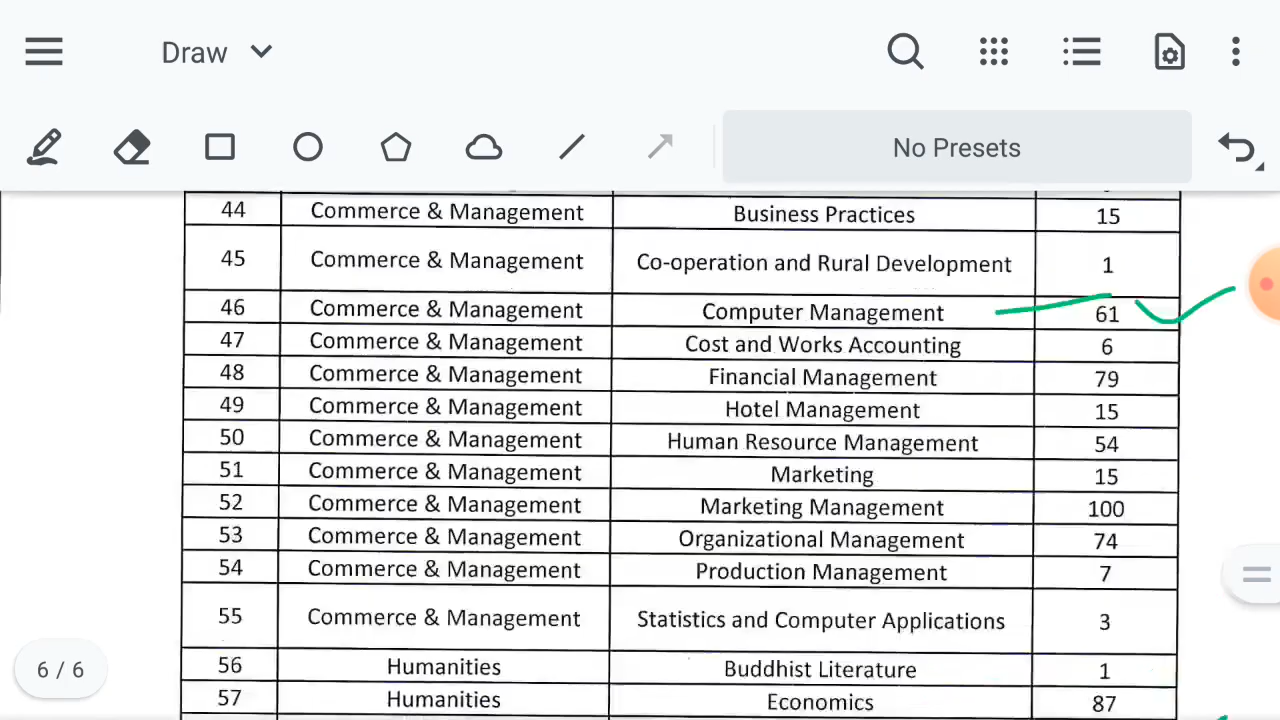 Draw
No Presets
44 Commerce & Management Business Practices 15
45 Commerce & Management Co-operation and Rural Development 1
46 Commerce & Management Computer Management 61
47 Commerce & Management Cost and Works Accounting 6
48 Commerce & Management Financial Management 79
49 Commerce & Management Hotel Management 15
50 Commerce & Management Human Resource Management 54
51 Commerce & Management Marketing 15
52 Commerce & Management Marketing Management 100
53 Commerce & Management Organizational Management 74
54 Commerce & Management Production Management 7
55 Commerce & Management Statistics and Computer Applications 3
56 Humanities Buddhist Literature 1
57 Humanities Economics 87
6 / 6